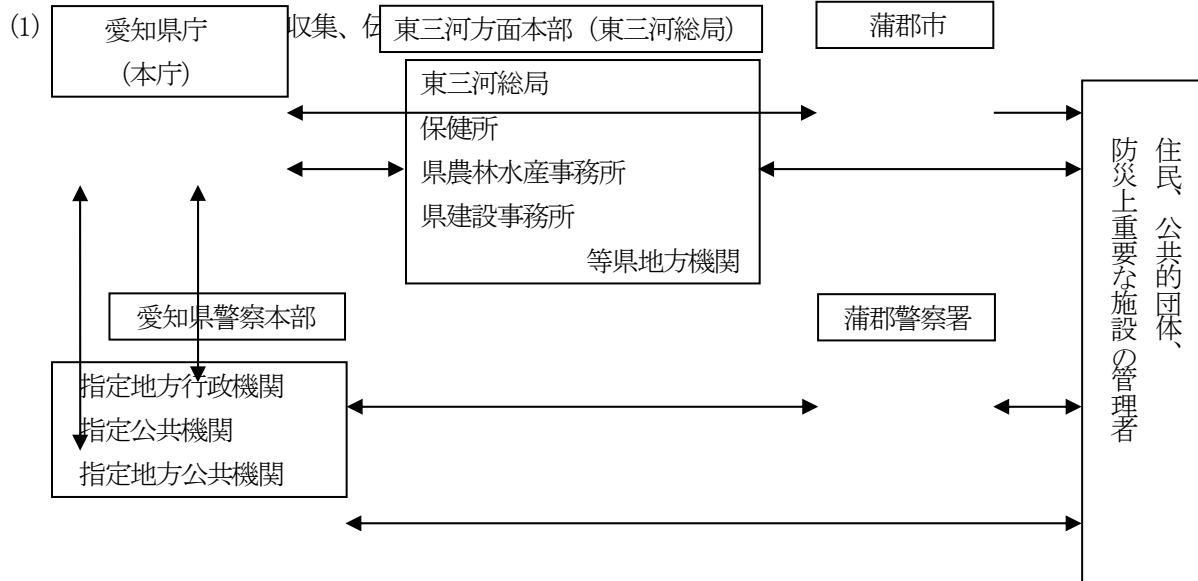 (1)
愛知県庁
(本庁)
収集、伝
東三河方面本部(東三河総局)
蒲郡市
東三河総局
保健所
県農林水産事務所
県建設事務所
等県地方機関
住民、公共的団体、
防災上重要な施設の管理者
愛知県警察本部
蒲郡警察署
指定地方行政機関
指定公共機関
指定地方公共機関